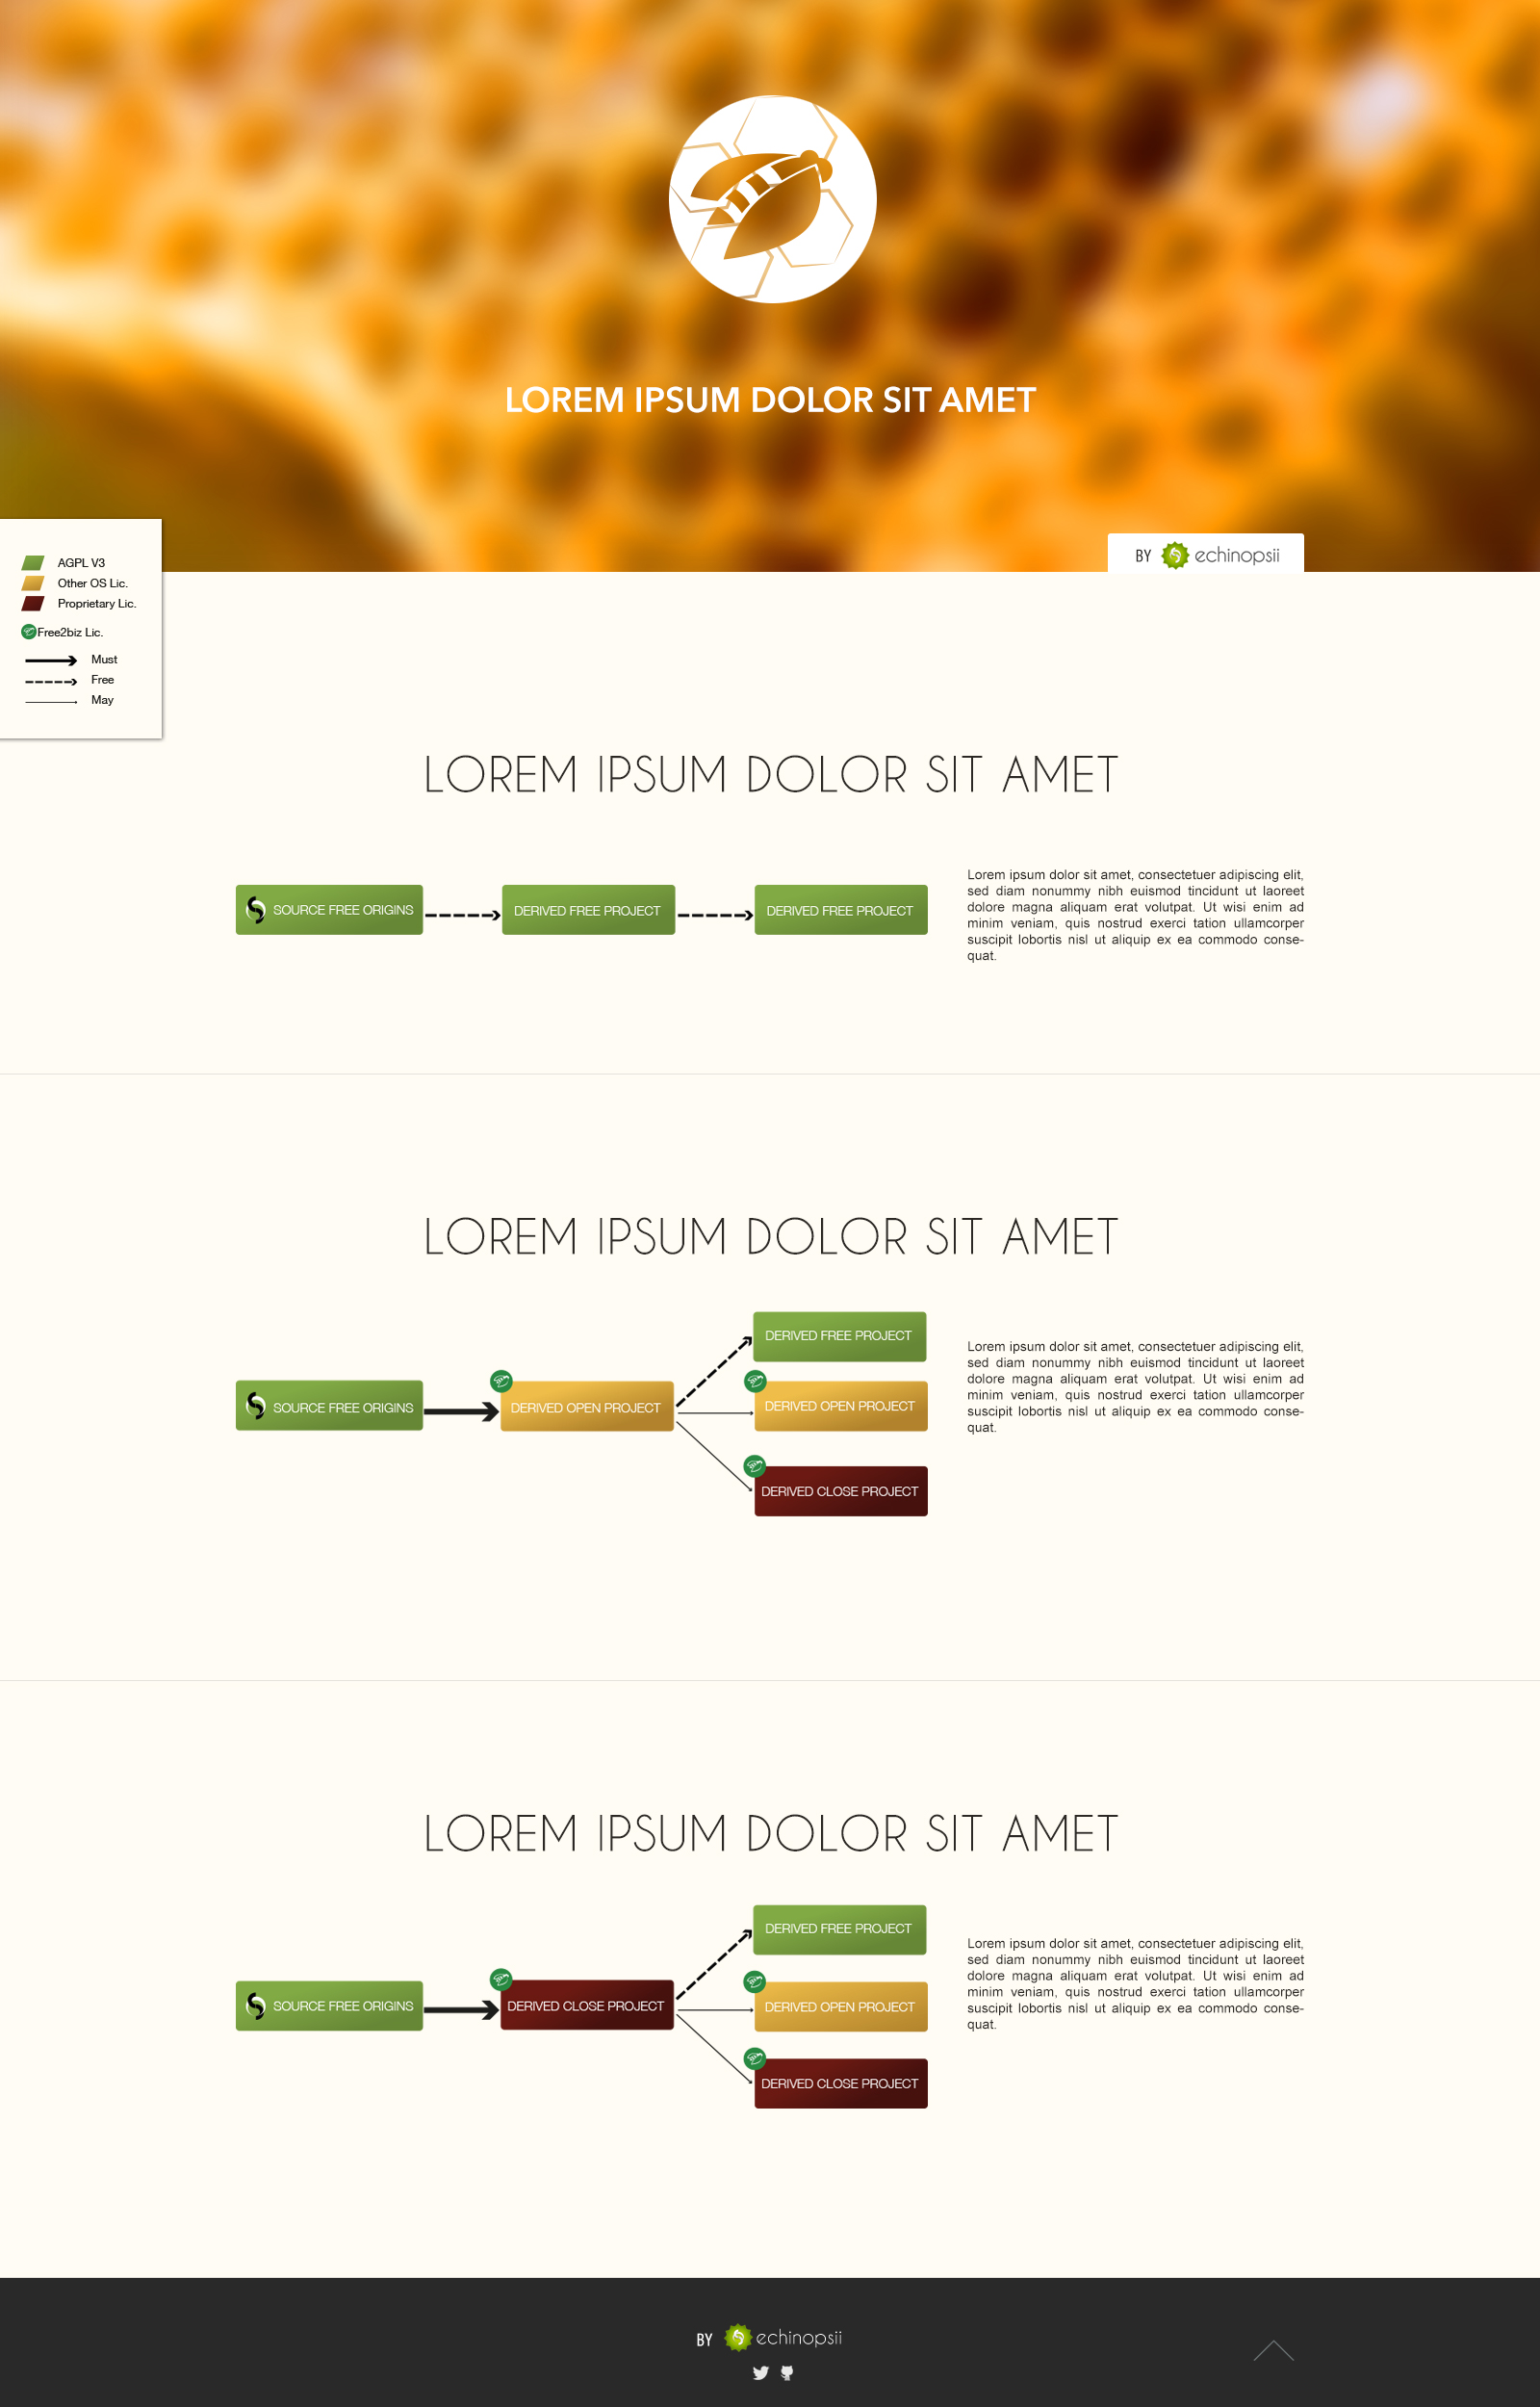 LOREM IPSUM DOLOR SIT AMET
BY echinopsii
AGPL V3
Other OS Lic.
Proprietary Lic.
Free2biz Lic.
Must
Free
May
LOREM IPSUM DOLOR SIT AMET
SOURCE FREE ORIGINS
DERIVED FREE PROJECT
DERIVED FREE PROJECT
Lorem ipsum dolor sit amet, consectetuer adipiscing elit,
sed diam nonummy nibh euismod tincidunt ut laoreet
dolore magna aliquam erat volutpat. Ut wisi enim ad
minim veniam, quis nostrud exerci tation ullamcorper
suscipit lobortis nisl ut aliquip ex ea commodo conse-
quat.
LOREM IPSUM DOLOR SIT AMET
SOURCE FREE ORIGINS
DERIVED OPEN PROJECT
DERIVED FREE PROJECT
DERIVED OPEN PROJECT
DERIVED CLOSE PROJECT
Lorem ipsum dolor sit amet, consectetuer adipiscing elit,
sed diam nonummy nibh euismod tincidunt ut laoreet
dolore magna aliquam erat volutpat. Ut wisi enim ad
minim veniam, quis nostrud exerci tation ullamcorper
suscipit lobortis nisl ut aliquip ex ea commodo conse-
quat.
LOREM IPSUM DOLOR SIT AMET
SOURCE FREE ORIGINS
DERIVED CLOSE PROJECT
DERIVED FREE PROJECT
DERIVED OPEN PROJECT
DERIVED CLOSE PROJECT
Lorem ipsum dolor sit amet, consectetuer adipiscing elit,
sed diam nonummy nibh euismod tincidunt ut laoreet
dolore magna aliquam erat volutpat. Ut wisi enim ad
minim veniam, quis nostrud exerci tation ullamcorper
suscipit lobortis nisl ut aliquip ex ea commodo conse-
quat.
BY echinopsii